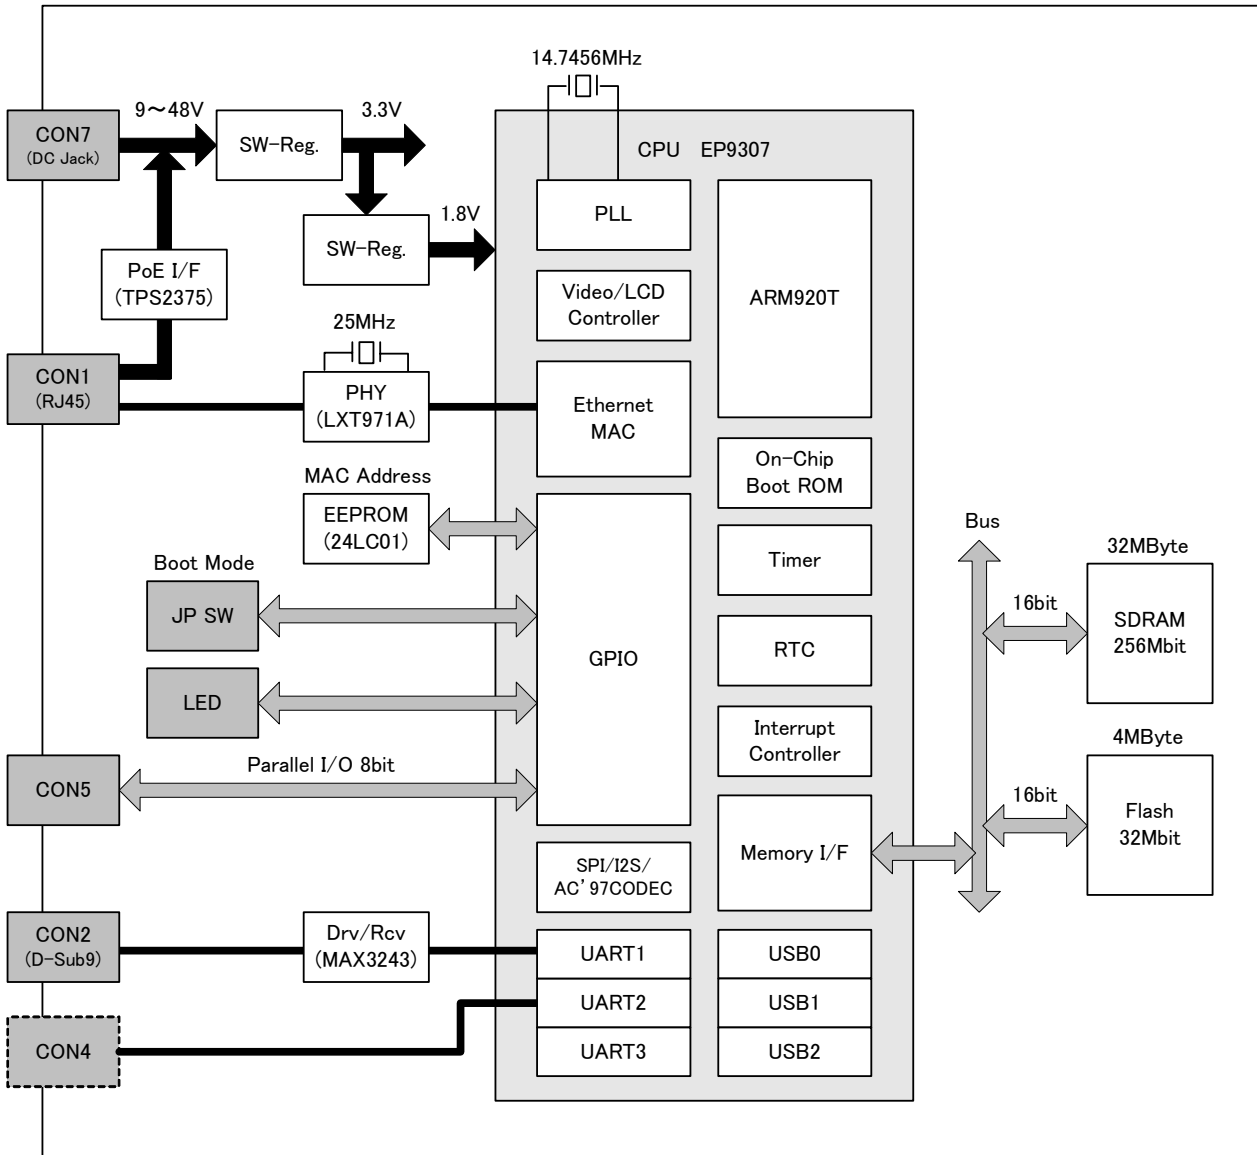 14.7456MHz
CON7
(DC Jack)
9～48V
SW-Reg.
3.3V
CPU EP9307
PLL
ARM920T
SW-Reg.
1.8V
PoE I/F
(TPS2375)
Video/LCD
Controller
25MHz
CON1
(RJ45)
PHY
(LXT971A)
Ethernet
MAC
On-Chip
Boot ROM
MAC Address
EEPROM
(24LC01)
Boot Mode
JP SW
LED
GPIO
Timer
RTC
Interrupt
Controller
Bus
32MByte
16bit
SDRAM
256Mbit
4MByte
16bit
Flash
32Mbit
CON5
Parallel I/O 8bit
Memory I/F
SPI/I2S/
AC’97CODEC
CON2
(D-Sub9)
Drv/Rcv
(MAX3243)
UART1
USB0
UART2
USB1
CON4
UART3
USB2